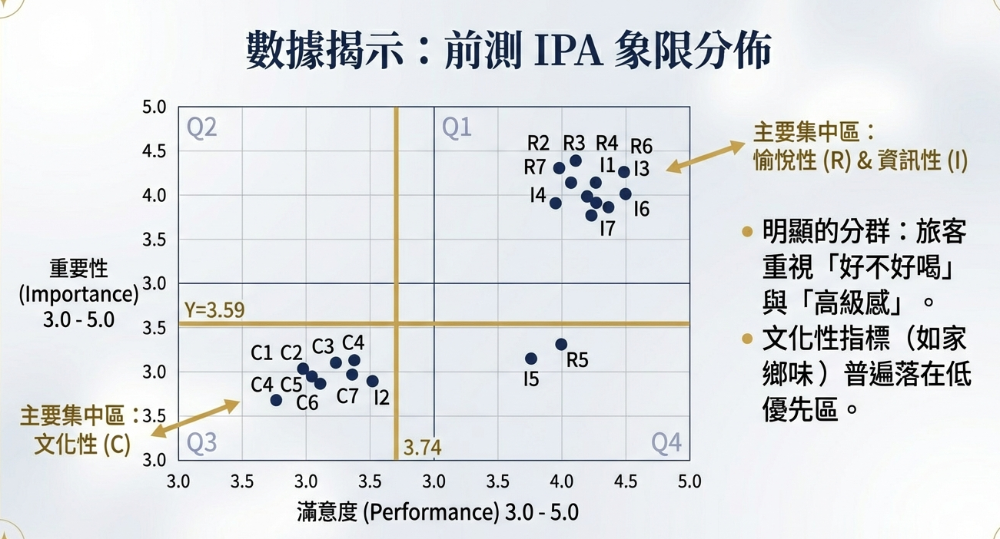 數據揭示：前測 IPA 象限分佈
5.0
4.5
4.0
3.5
3.0
3.5
3.0
3.5
3.0
重要性
(Importance)
3.0 - 5.0
Q2
Q1
Q3
Q4
Y=3.59
3.74
R2 R3 R4 R6
R7 I1 I3
I4 I6
I7
C1 C2 C3 C4
C4 C5
C6 C7 I2
I5 R5
3.0 3.5 3.0 3.5 3.0 3.5 4.0 4.5 5.0
滿意度 (Performance) 3.0 - 5.0
主要集中區：
文化性 (C)
主要集中區：
愉悅性 (R) & 資訊性 (I)
明顯的分群：旅客
重視「好不好喝」
與「高級感」。
文化性指標（如家
鄉味）普遍落在低
優先區。